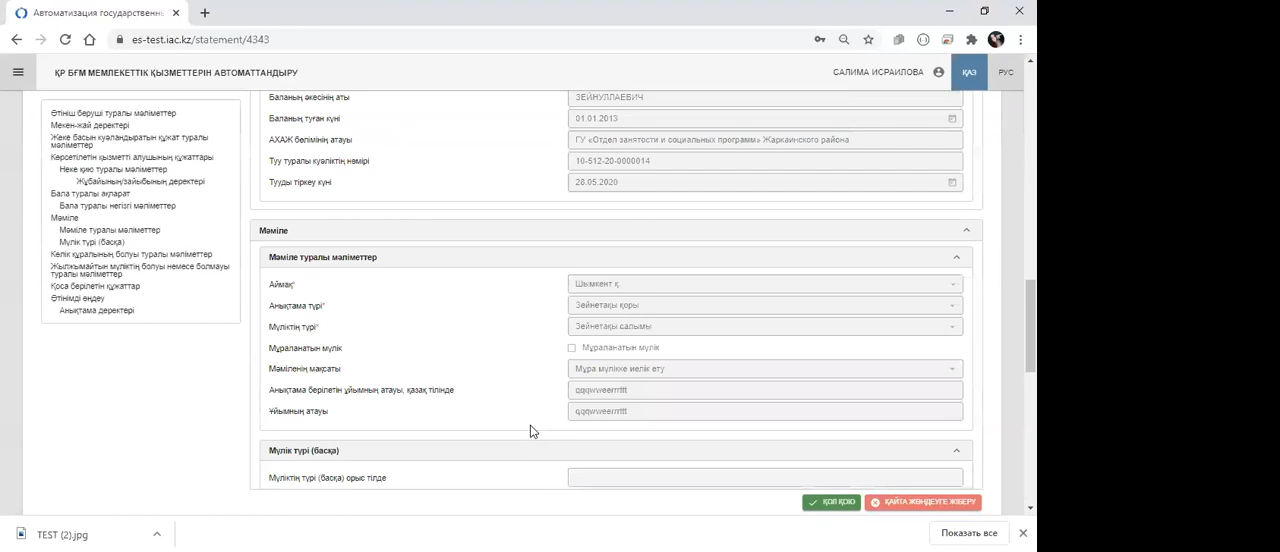 Автоматизация государственны
es-test.iac.kz/statement/4343
ҚР БҒМ МЕМЛЕКЕТТІК ҚЫЗМЕТТЕРІН АВТОМАТТАНДЫРУ
САЛИМА ИСРАИЛОВА
ҚАЗ
РУС
Өтініш беруші туралы мәліметтер
Мекен-жай деректері
Жеке басын куәландыратын құжат туралы
мәліметтер
Көрсетілетін қызметті алушының құжаттары
Неке қию туралы мәліметтер
Жұбайының/зайыбының деректері
Бала туралы ақпарат
Бала туралы негізгі мәліметтер
Мәміле
Мәміле туралы мәліметтер
Мүлік түрі (басқа)
Көлік құралының болуы туралы мәліметтер
Жылжымайтын мүліктің болуы немесе болмауы
туралы мәліметтер
Қоса берілетін құжаттар
Өтінімді өңдеу
Анықтама деректері
Баланың әкесінің аты ЗЕЙНУЛЛАЕВИЧ
Баланың туған күні 01.01.2013
АХАЖ бөлімінің атауы ГУ «Отдел занятости и социальных программ» Жаркаинского района
Туу туралы куәліктің нөмірі 10-512-20-0000014
Тууды тіркеу күні 28.05.2020
Мәміле
Мәміле туралы мәліметтер
Аймақ* Шымкент қ.
Анықтама түрі* Зейнетақы қоры
Мүліктің түрі* Зейнетақы салымы
Мұраланатын мүлік Мұраланатын мүлік
Мәміленің мақсаты Мұра мүлікке иелік ету
Анықтама берілетін ұйымның атауы, қазақ тілінде
Ұйымның атауы
Мүлік түрі (басқа)
Мүліктің түрі (басқа) орыс тілде
ҚОЛ ҚОЮ
ҚАЙТА ЖӨНДЕУГЕ ЖІБЕРУ
TEST (2).jpg
Показать все